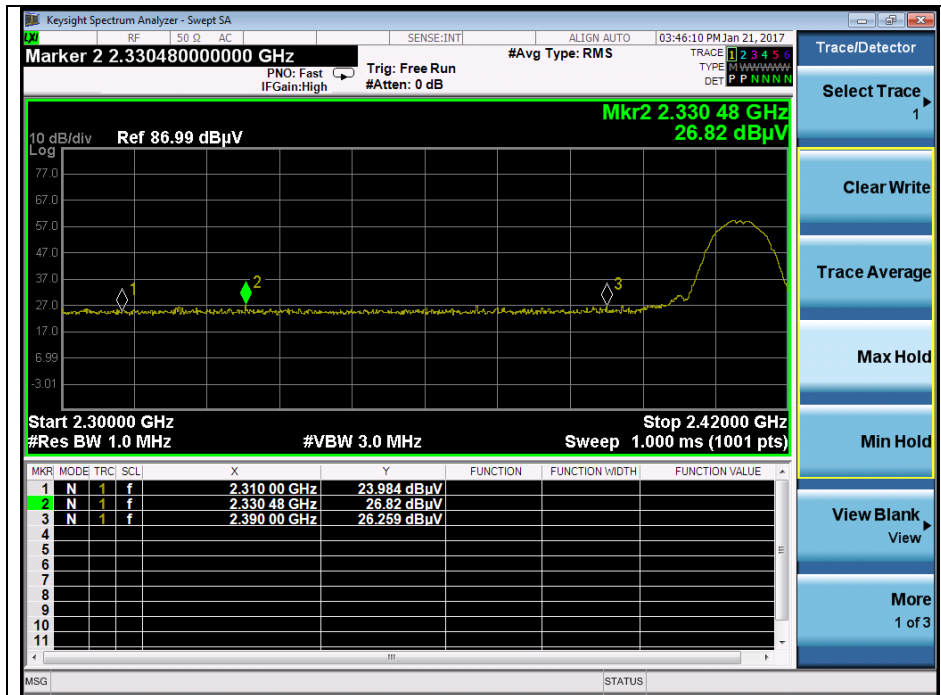 Keysight Spectrum Analyzer - Swept SA
LXI RF 50 Ω AC SENSE:INT ALIGN AUTO 03:46:10 PM Jan 21, 2017
Marker 2 2.330480000000 GHz
PNO: Fast
IFGain:High
Trig: Free Run
#Atten: 0 dB
#Avg Type: RMS
TRACE 1 2 3 4 5 6
TYPE M WWWWW
DET P P N N N N
Mkr2 2.330 48 GHz
26.82 dBµV
10 dB/div Ref 86.99 dBµV
Log
77.0
67.0
57.0
47.0
37.0
27.0
17.0
6.99
-3.01
1
2
3
Start 2.30000 GHz Stop 2.42000 GHz
#Res BW 1.0 MHz #VBW 3.0 MHz Sweep 1.000 ms (1001 pts)
MKR MODE TRC SCL X Y FUNCTION FUNCTION WIDTH FUNCTION VALUE
1 N 1 f 2.310 00 GHz 23.984 dBµV
2 N 1 f 2.330 48 GHz 26.82 dBµV
3 N 1 f 2.390 00 GHz 26.259 dBµV
4
5
6
7
8
9
10
11
MSG STATUS
Trace/Detector
Select Trace
1
Clear Write
Trace Average
Max Hold
Min Hold
View Blank
View
More
1 of 3